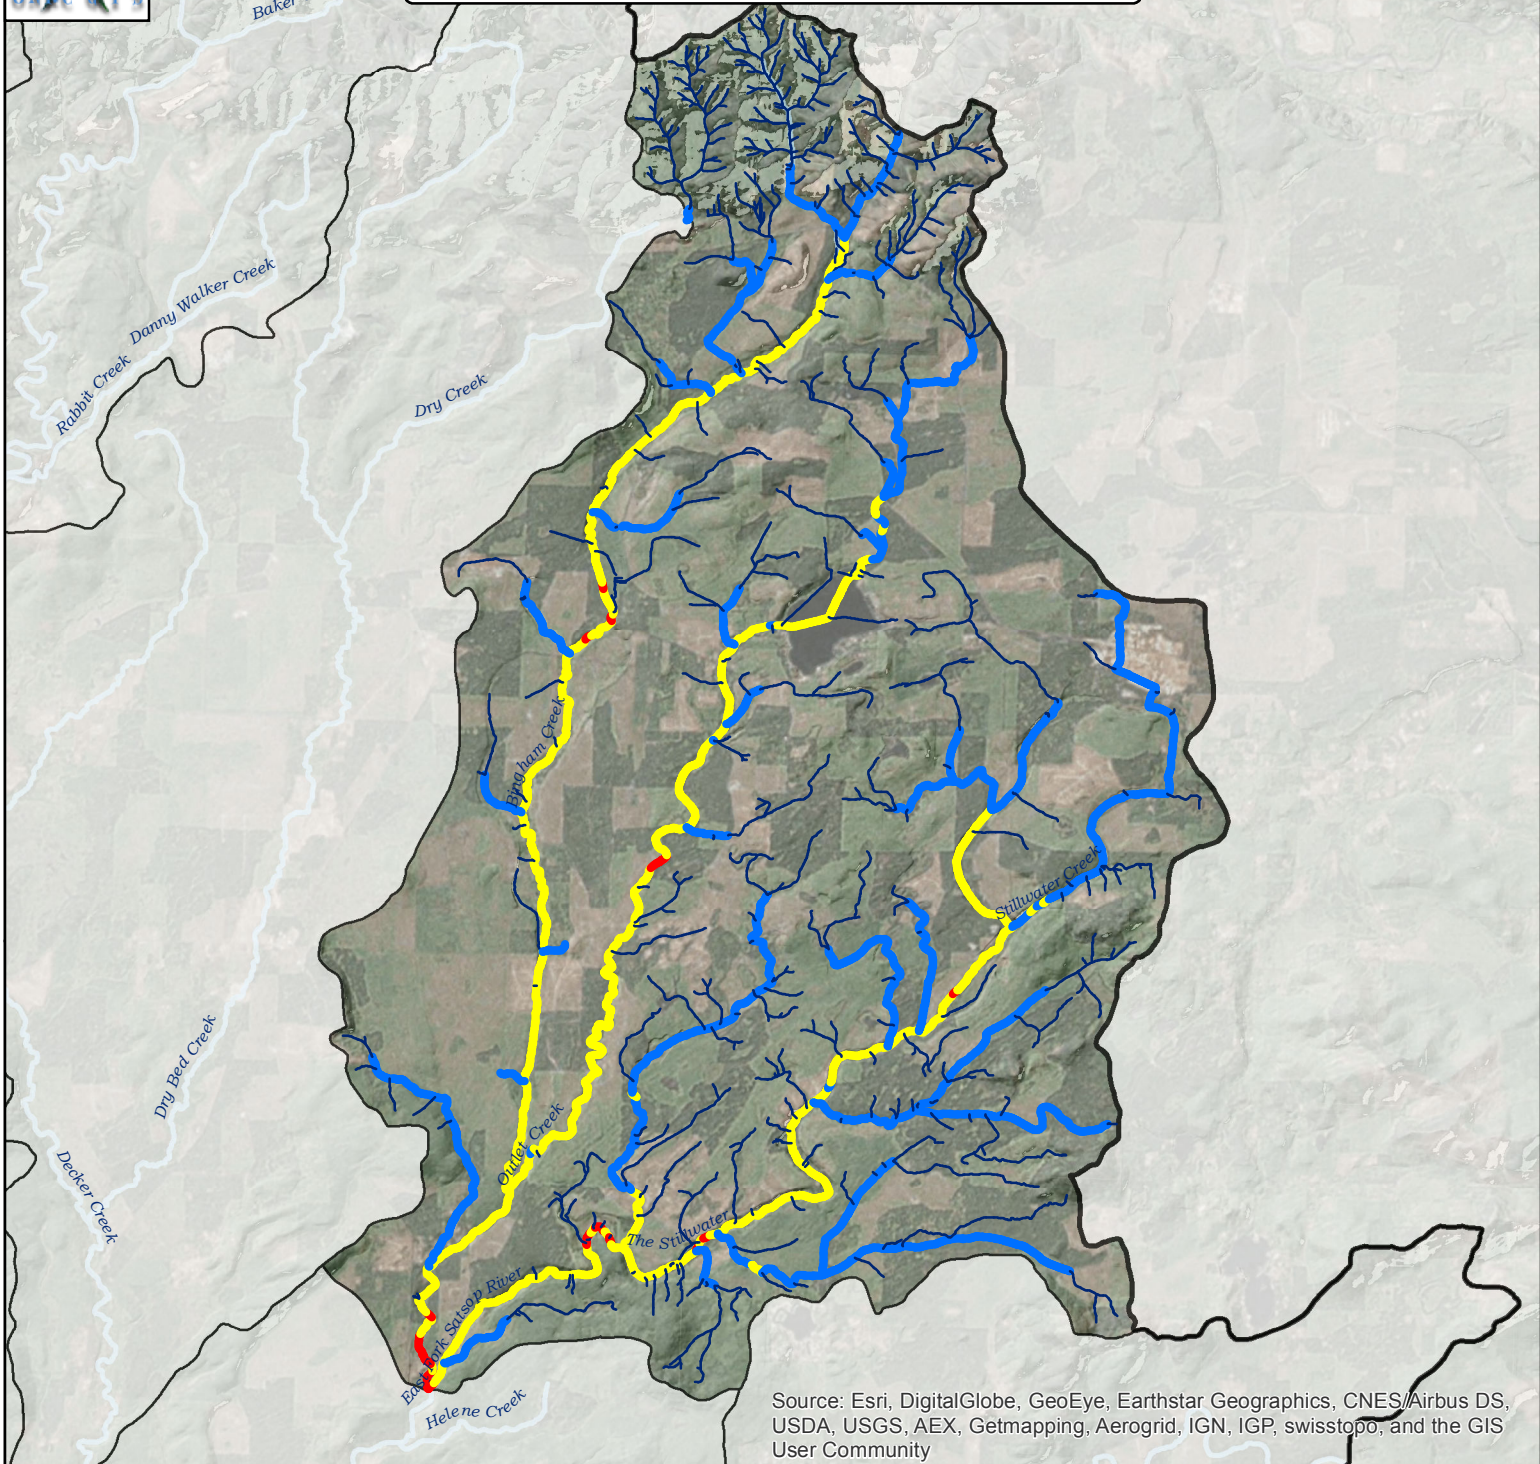 Baker
Danny Walker Creek
Rabbit Creek
Dry Creek
Bingham Creek
Stillwater Creek
Dry Bed Creek
Outlet Creek
Decker Creek
The Stillwater
East Fork Satsop River
Helene Creek
Source: Esri, DigitalGlobe, GeoEye, Earthstar Geographics, CNES/Airbus DS,
USDA, USGS, AEX, Getmapping, Aerogrid, IGN, IGP, swisstopo, and the GIS
User Community